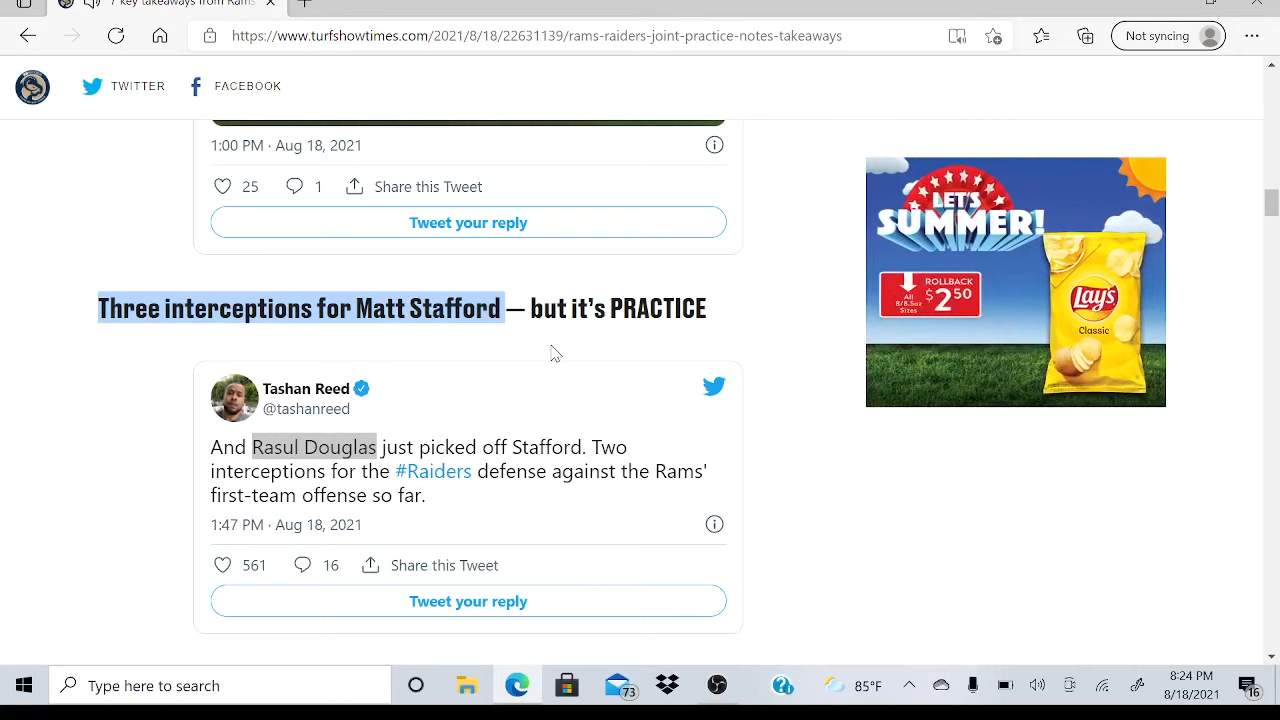 7 key takeaways from Rams
https://www.turfshowtimes.com/2021/8/18/22631139/rams-raiders-joint-practice-notes-takeaways
Not syncing
TWITTER
FACEBOOK
1:00 PM · Aug 18, 2021
25
1
Share this Tweet
Tweet your reply
LET'S
SUMMER!
ROLLBACK
All
8/8.5oz
Sizes
$2.50
Lay's
Classic
Three interceptions for Matt Stafford — but it's PRACTICE
Tashan Reed
@tashanreed
And Rasul Douglas just picked off Stafford. Two
interceptions for the #Raiders defense against the Rams'
first-team offense so far.
1:47 PM · Aug 18, 2021
561
16
Share this Tweet
Tweet your reply
Type here to search
73
85°F
8:24 PM
8/18/2021
16